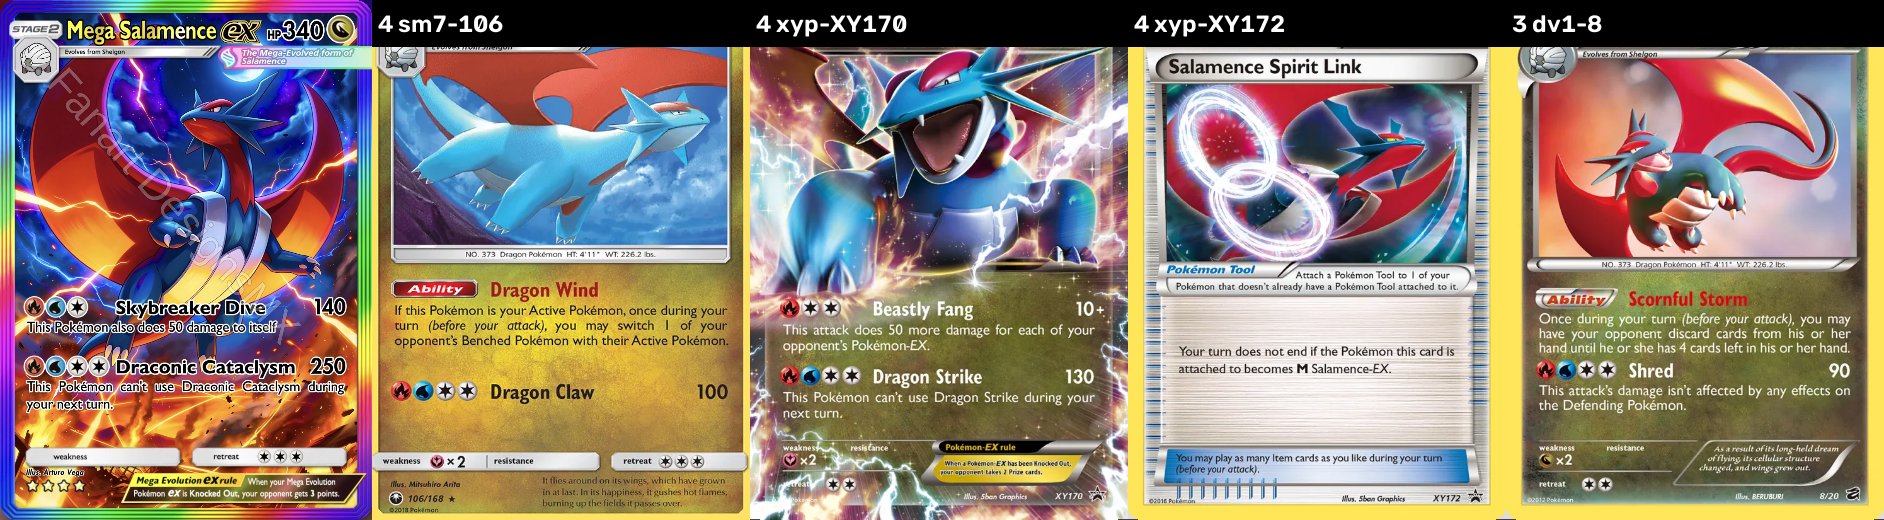 STAGE2 Mega Salamence ex HP 340
Evolves from Shelgon
The Mega-Evolved form of
Salamence
Fanart Design
Skybreaker Dive 140
This Pokémon also does 50 damage to itself
Draconic Cataclysm 250
This Pokémon can't use Draconic Cataclysm during
your next turn.
weakness retreat
Illus. Arturo Vega
Mega Evolution ex rule When your Mega Evolution
Pokémon ex is Knocked Out, your opponent gets 3 points.
4 sm7-106
Evolves from Shelgon
NO. 373 Dragon Pokémon HT: 4'11" WT: 226.2 lbs.
Ability Dragon Wind
If this Pokémon is your Active Pokémon, once during your
turn (before your attack), you may switch 1 of your
opponent's Benched Pokémon with their Active Pokémon.
Dragon Claw 100
weakness ×2 resistance retreat
Illus. Mitsuhiro Arita
106/168
©2018 Pokémon
It flies around on its wings, which have grown
in at last. In its happiness, it gushes hot flames,
burning up the fields it passes over.
4 xyp-XY170
Beastly Fang 10+
This attack does 50 more damage for each of your
opponent's Pokémon-EX.
Dragon Strike 130
This Pokémon can't use Dragon Strike during your
next turn.
weakness resistance
×2
retreat
Pokémon-EX rule
When a Pokémon-EX has been Knocked Out,
your opponent takes 2 Prize cards.
Illus. 5ban Graphics XY170
4 xyp-XY172
Salamence Spirit Link
Pokémon Tool Attach a Pokémon Tool to 1 of your
Pokémon that doesn't already have a Pokémon Tool attached to it.
Your turn does not end if the Pokémon this card is
attached to becomes M Salamence-EX.
You may play as many Item cards as you like during your turn
(before your attack).
©2016 Pokémon Illus. 5ban Graphics XY172
3 dv1-8
Evolves from Shelgon
NO. 373 Dragon Pokémon HT: 4'11" WT: 226.2 lbs.
Ability Scornful Storm
Once during your turn (before your attack), you may
have your opponent discard cards from his or her
hand until he or she has 4 cards left in his or her hand.
Shred 90
This attack's damage isn't affected by any effects on
the Defending Pokémon.
weakness resistance
×2
retreat
As a result of its long-held dream
of flying, its cellular structure
changed, and wings grew out.
©2012 Pokémon Illus. BERUBURI 8/20